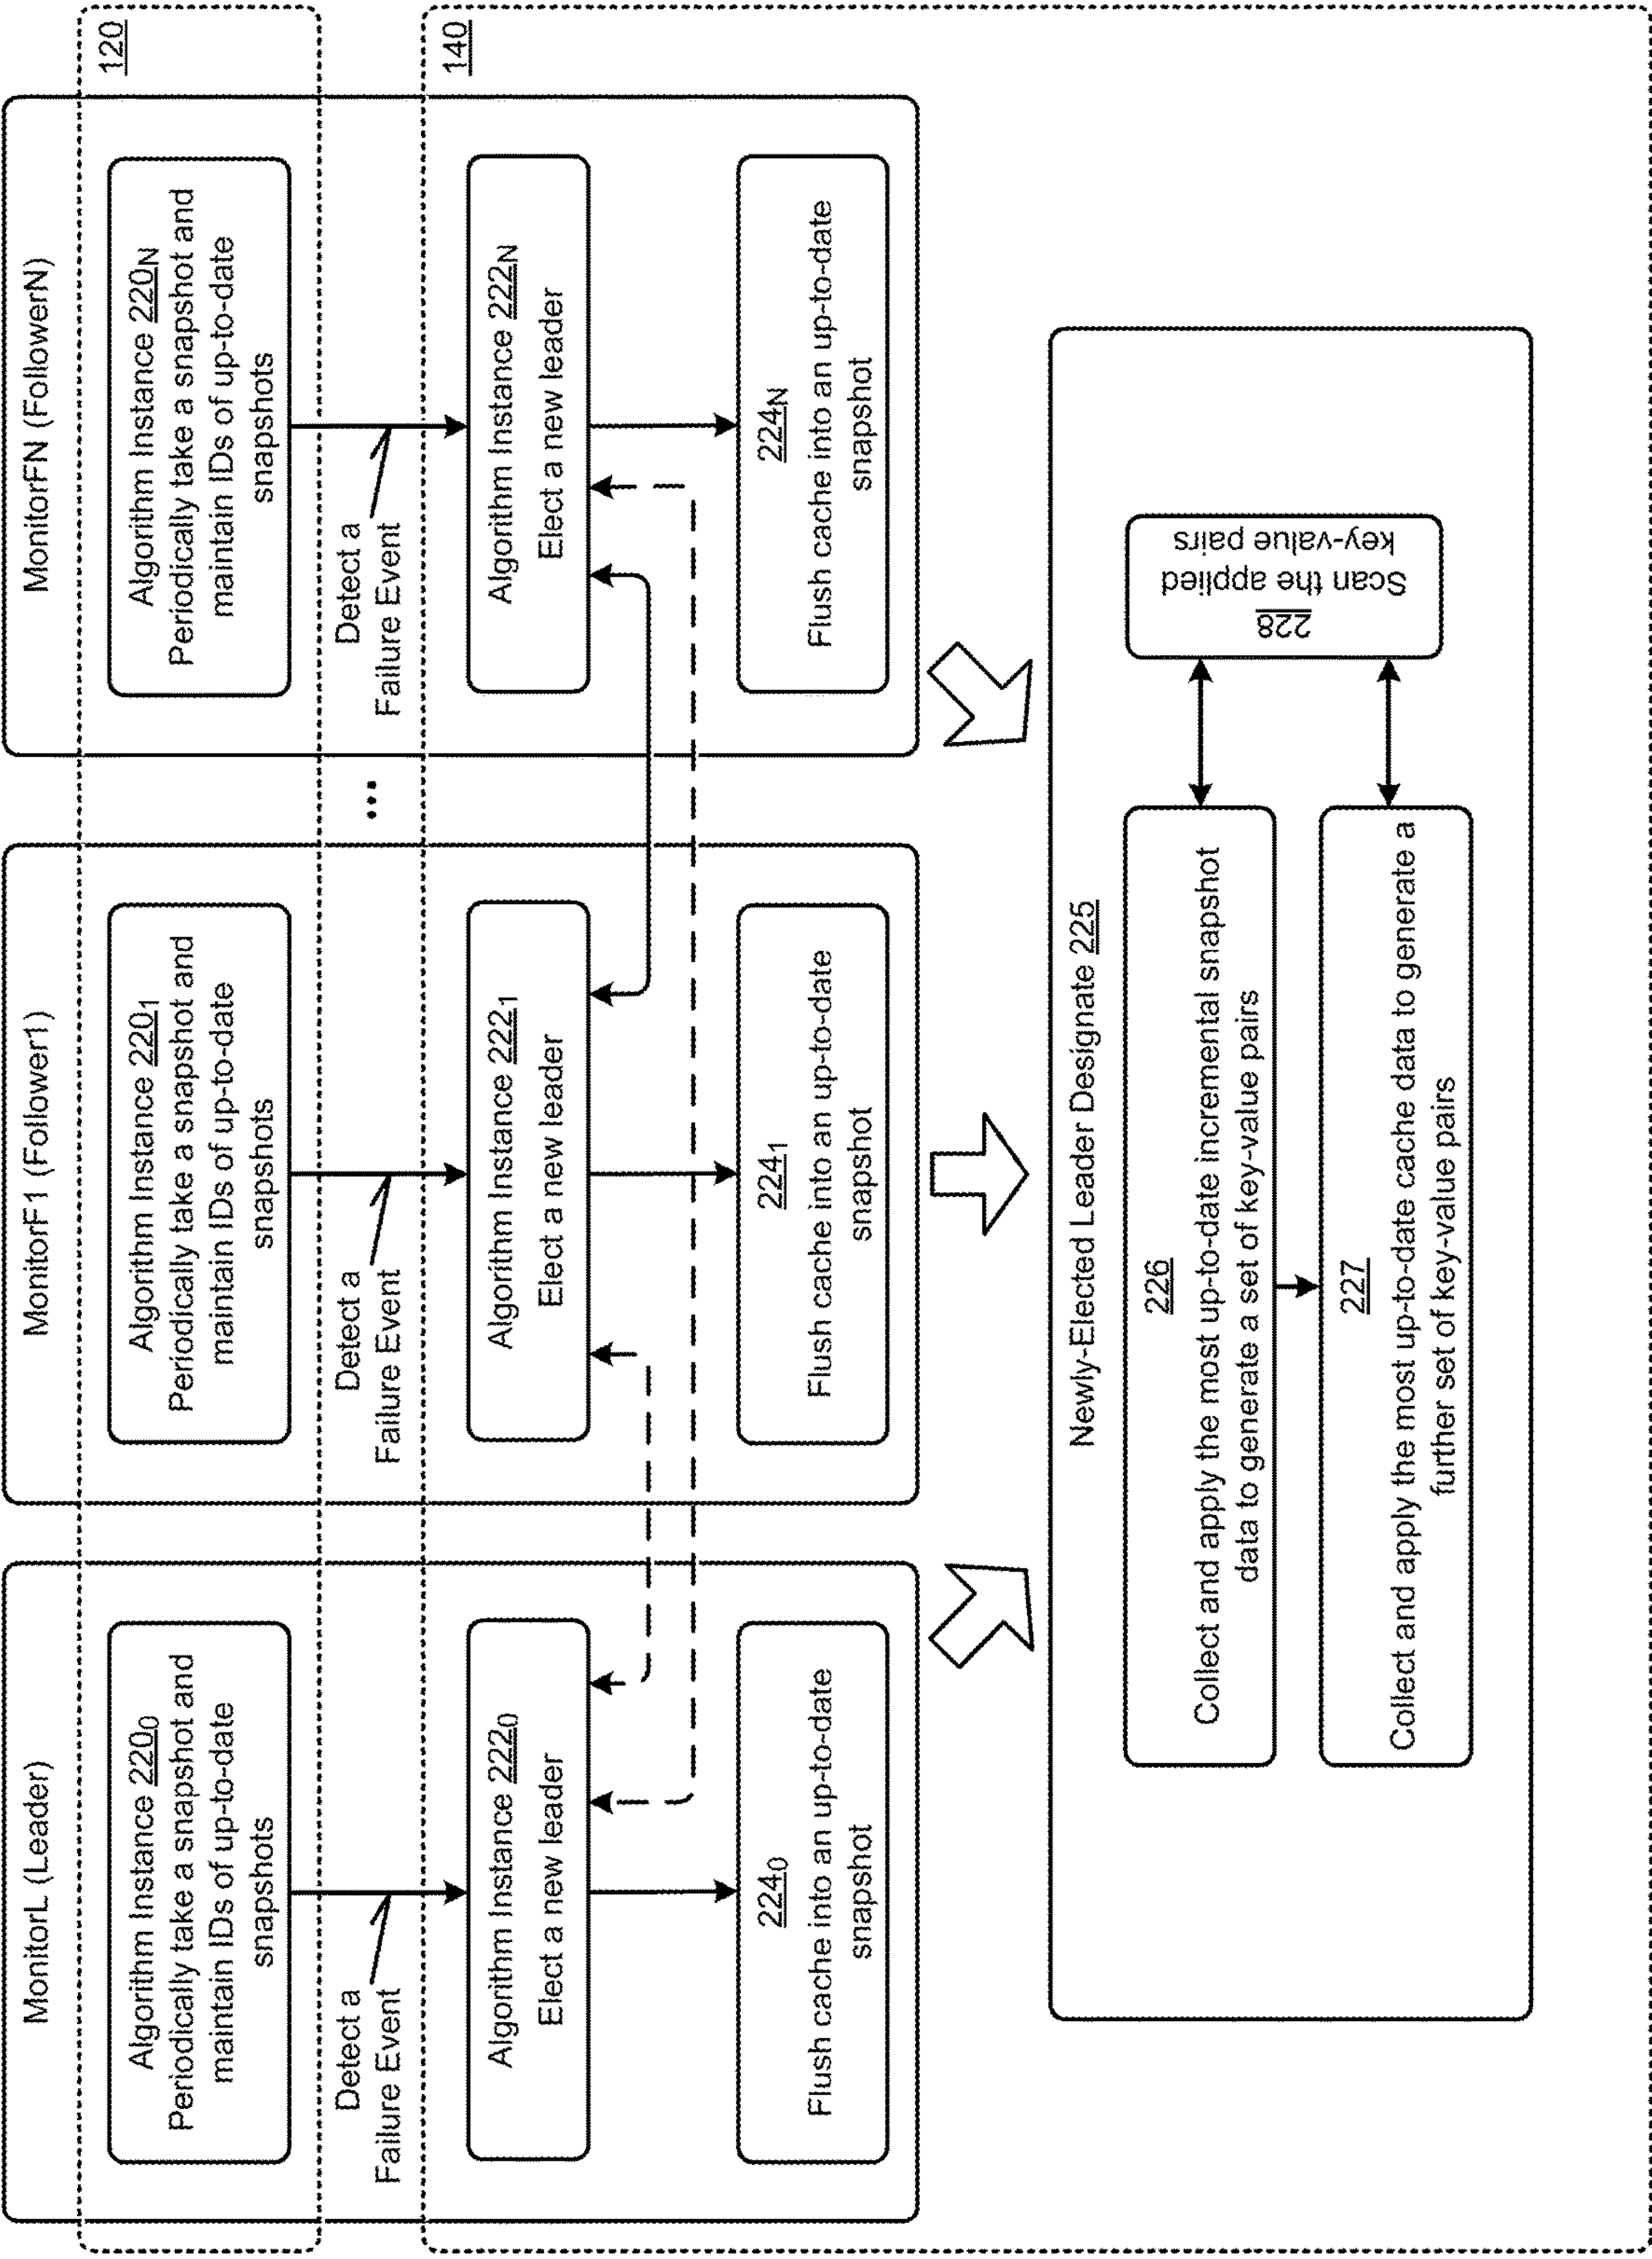 MonitorL (Leader)
Algorithm Instance 220₀
Periodically take a snapshot and
maintain IDs of up-to-date
snapshots
Detect a
Failure Event
Algorithm Instance 222₀
Elect a new leader
224₀
Flush cache into an up-to-date
snapshot
MonitorF1 (Follower1)
Algorithm Instance 220₁
Periodically take a snapshot and
maintain IDs of up-to-date
snapshots
Detect a
Failure Event
Algorithm Instance 222₁
Elect a new leader
224₁
Flush cache into an up-to-date
snapshot
...
MonitorFN (FollowerN)
Algorithm Instance 220N
Periodically take a snapshot and
maintain IDs of up-to-date
snapshots
Detect a
Failure Event
Algorithm Instance 222N
Elect a new leader
224N
Flush cache into an up-to-date
snapshot
120
140
Newly-Elected Leader Designate 225
226
Collect and apply the most up-to-date incremental snapshot
data to generate a set of key-value pairs
227
Collect and apply the most up-to-date cache data to generate a
further set of key-value pairs
228
Scan the applied
key-value pairs